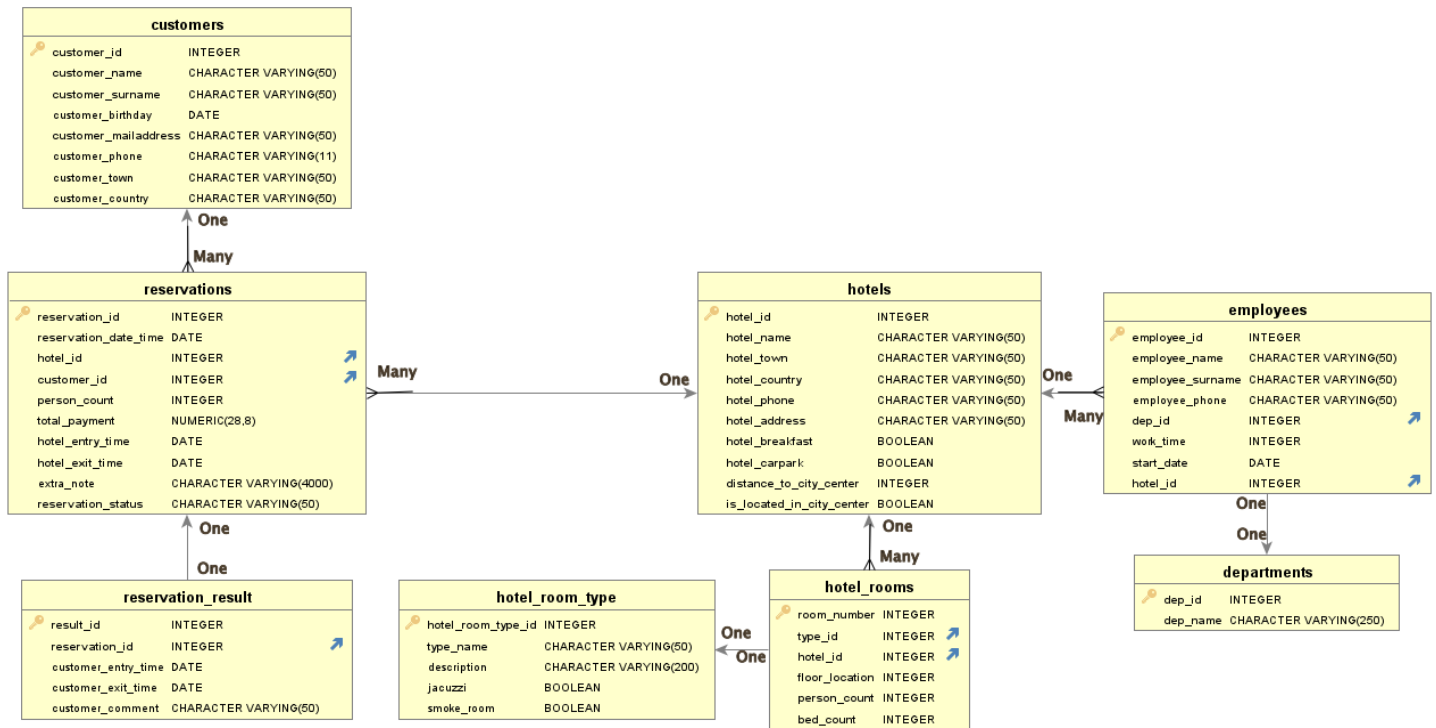 customers
customer_id INTEGER
customer_name CHARACTER VARYING(50)
customer_surname CHARACTER VARYING(50)
customer_birthday DATE
customer_mailaddress CHARACTER VARYING(50)
customer_phone CHARACTER VARYING(11)
customer_town CHARACTER VARYING(50)
customer_country CHARACTER VARYING(50)
One
Many
reservations
reservation_id INTEGER
reservation_date_time DATE
hotel_id INTEGER
customer_id INTEGER
person_count INTEGER
total_payment NUMERIC(28,8)
hotel_entry_time DATE
hotel_exit_time DATE
extra_note CHARACTER VARYING(4000)
reservation_status CHARACTER VARYING(50)
Many
One
hotels
hotel_id INTEGER
hotel_name CHARACTER VARYING(50)
hotel_town CHARACTER VARYING(50)
hotel_country CHARACTER VARYING(50)
hotel_phone CHARACTER VARYING(50)
hotel_address CHARACTER VARYING(50)
hotel_breakfast BOOLEAN
hotel_carpark BOOLEAN
distance_to_city_center INTEGER
is_located_in_city_center BOOLEAN
One
Many
employees
employee_id INTEGER
employee_name CHARACTER VARYING(50)
employee_surname CHARACTER VARYING(50)
employee_phone CHARACTER VARYING(50)
dep_id INTEGER
work_time INTEGER
start_date DATE
hotel_id INTEGER
One
One
departments
dep_id INTEGER
dep_name CHARACTER VARYING(250)
One
One
reservation_result
result_id INTEGER
reservation_id INTEGER
customer_entry_time DATE
customer_exit_time DATE
customer_comment CHARACTER VARYING(50)
hotel_room_type
hotel_room_type_id INTEGER
type_name CHARACTER VARYING(50)
description CHARACTER VARYING(200)
jacuzzi BOOLEAN
smoke_room BOOLEAN
One
One
One
Many
hotel_rooms
room_number INTEGER
type_id INTEGER
hotel_id INTEGER
floor_location INTEGER
person_count INTEGER
bed_count INTEGER